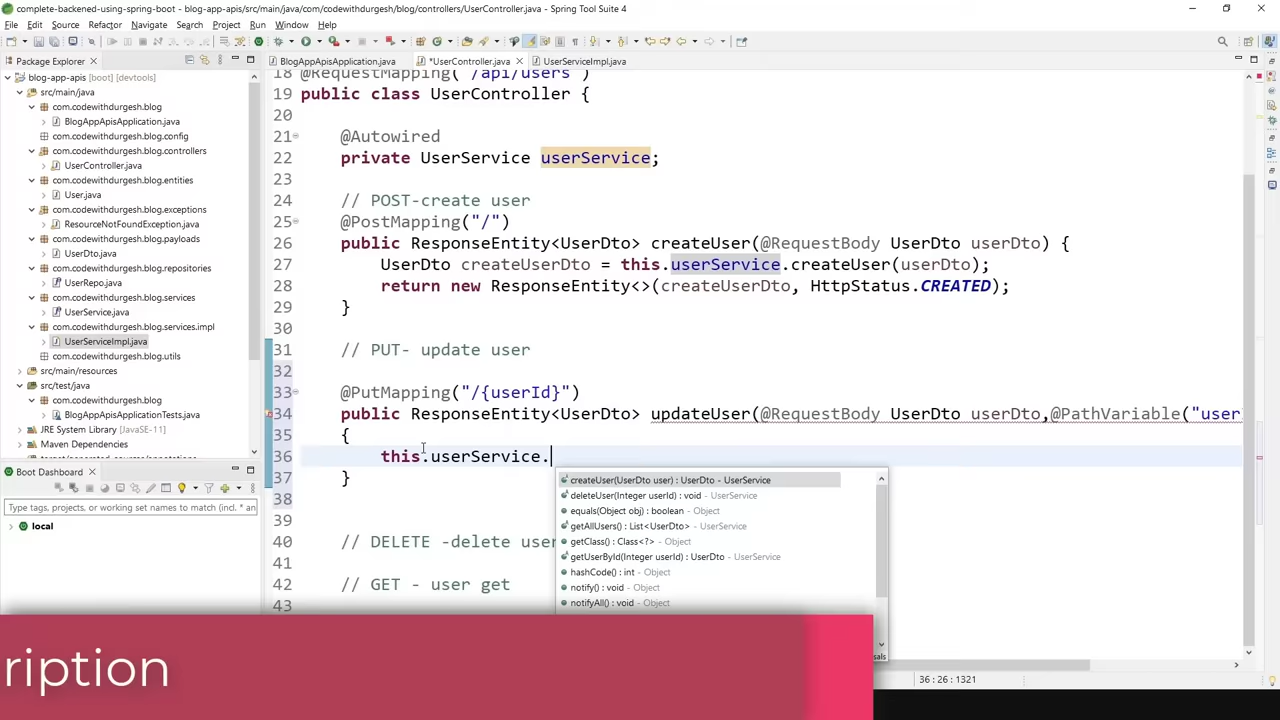 complete-backened-using-spring-boot - blog-app-apis/src/main/java/com/codewithdurgesh/blog/controllers/UserController.java - Spring Tool Suite 4
File Edit Source Refactor Navigate Search Project Run Window Help
Package Explorer
BlogAppApisApplication.java
*UserController.java
UserServiceImpl.java
blog-app-apis [boot] [devtools]
src/main/java
com.codewithdurgesh.blog
BlogAppApisApplication.java
com.codewithdurgesh.blog.config
com.codewithdurgesh.blog.controllers
UserController.java
com.codewithdurgesh.blog.entities
User.java
com.codewithdurgesh.blog.exceptions
ResourceNotFoundException.java
com.codewithdurgesh.blog.payloads
UserDto.java
com.codewithdurgesh.blog.repositories
UserRepo.java
com.codewithdurgesh.blog.services
UserService.java
com.codewithdurgesh.blog.services.impl
UserServiceImpl.java
com.codewithdurgesh.blog.utils
src/main/resources
src/test/java
com.codewithdurgesh.blog
BlogAppApisApplicationTests.java
JRE System Library [JavaSE-11]
Maven Dependencies
target/generated-sources/annotations
Boot Dashboard
Type tags, projects, or working set names to match (incl. * an
local
18 @RequestMapping("/api/users")
19 public class UserController {
20
21 @Autowired
22 private UserService userService;
23
24 // POST-create user
25 @PostMapping("/")
26 public ResponseEntity<UserDto> createUser(@RequestBody UserDto userDto) {
27 UserDto createUserDto = this.userService.createUser(userDto);
28 return new ResponseEntity<>(createUserDto, HttpStatus.CREATED);
29 }
30
31 // PUT- update user
32
33 @PutMapping("/{userId}")
34 public ResponseEntity<UserDto> updateUser(@RequestBody UserDto userDto,@PathVariable("user
35 {
36 this.userService.
37 }
38
39
40 // DELETE -delete user
41
42 // GET - user get
43
createUser(UserDto user) : UserDto - UserService
deleteUser(Integer userId) : void - UserService
equals(Object obj) : boolean - Object
getAllUsers() : List<UserDto> - UserService
getClass() : Class<?> - Object
getUserById(Integer userId) : UserDto - UserService
hashCode() : int - Object
notify() : void - Object
notifyAll() : void - Object
sals
ription
36 : 26 : 1321